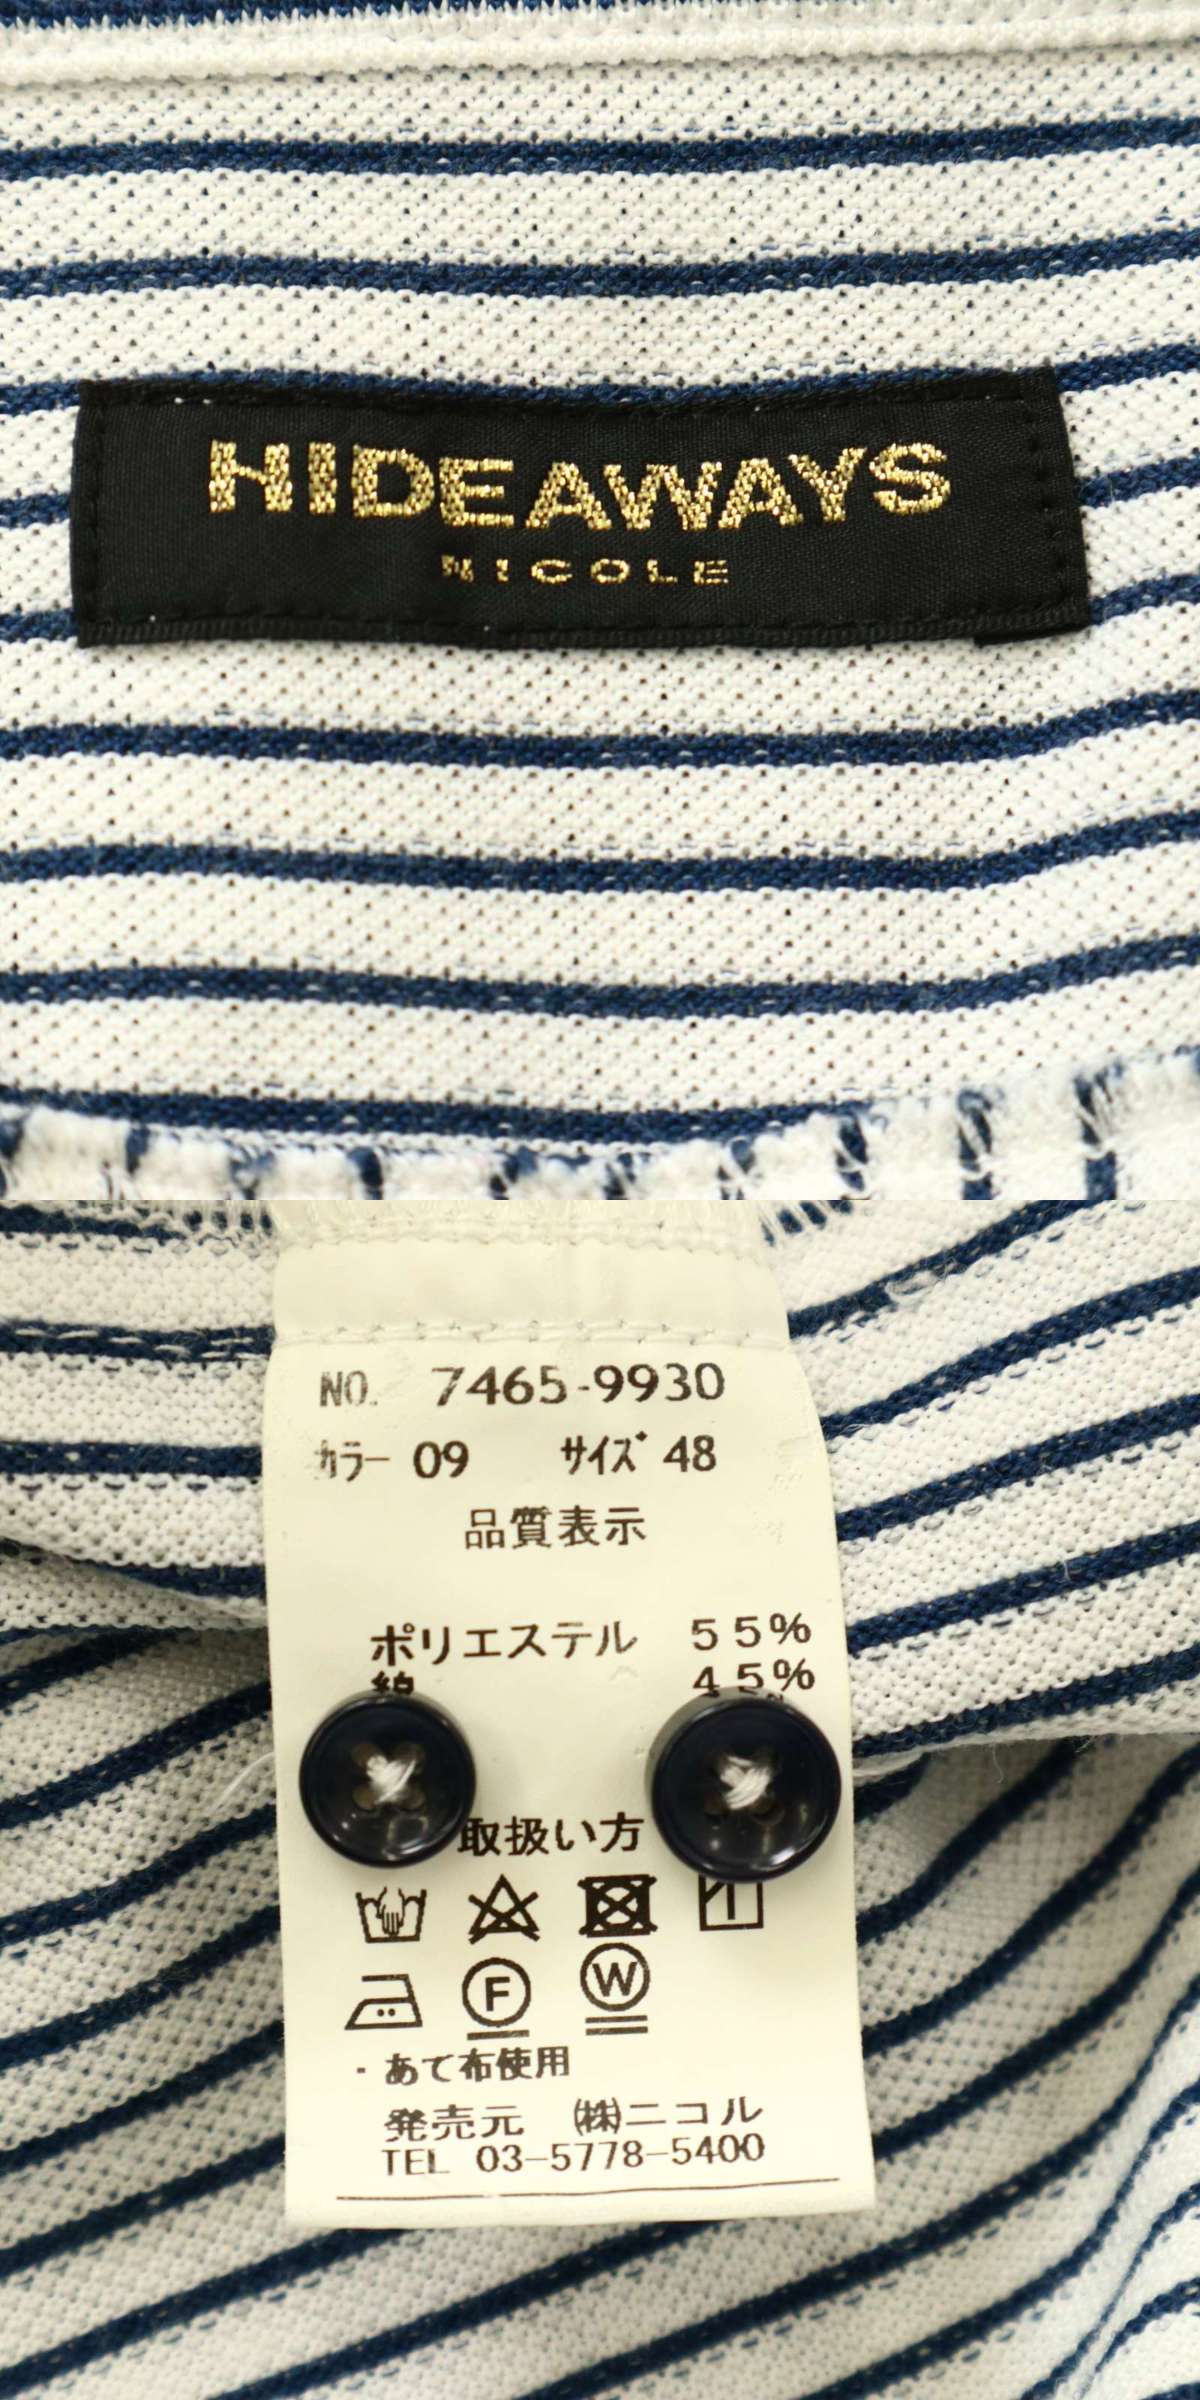 HIDEAWAYS
NICOLE
NO. 7465-9930
カラー 09 サイズ 48
品質表示
ポリエステル 55%
綿 45%
取扱い方
F W
・あて布使用
発売元 ㈱ニコル
TEL 03-5778-5400